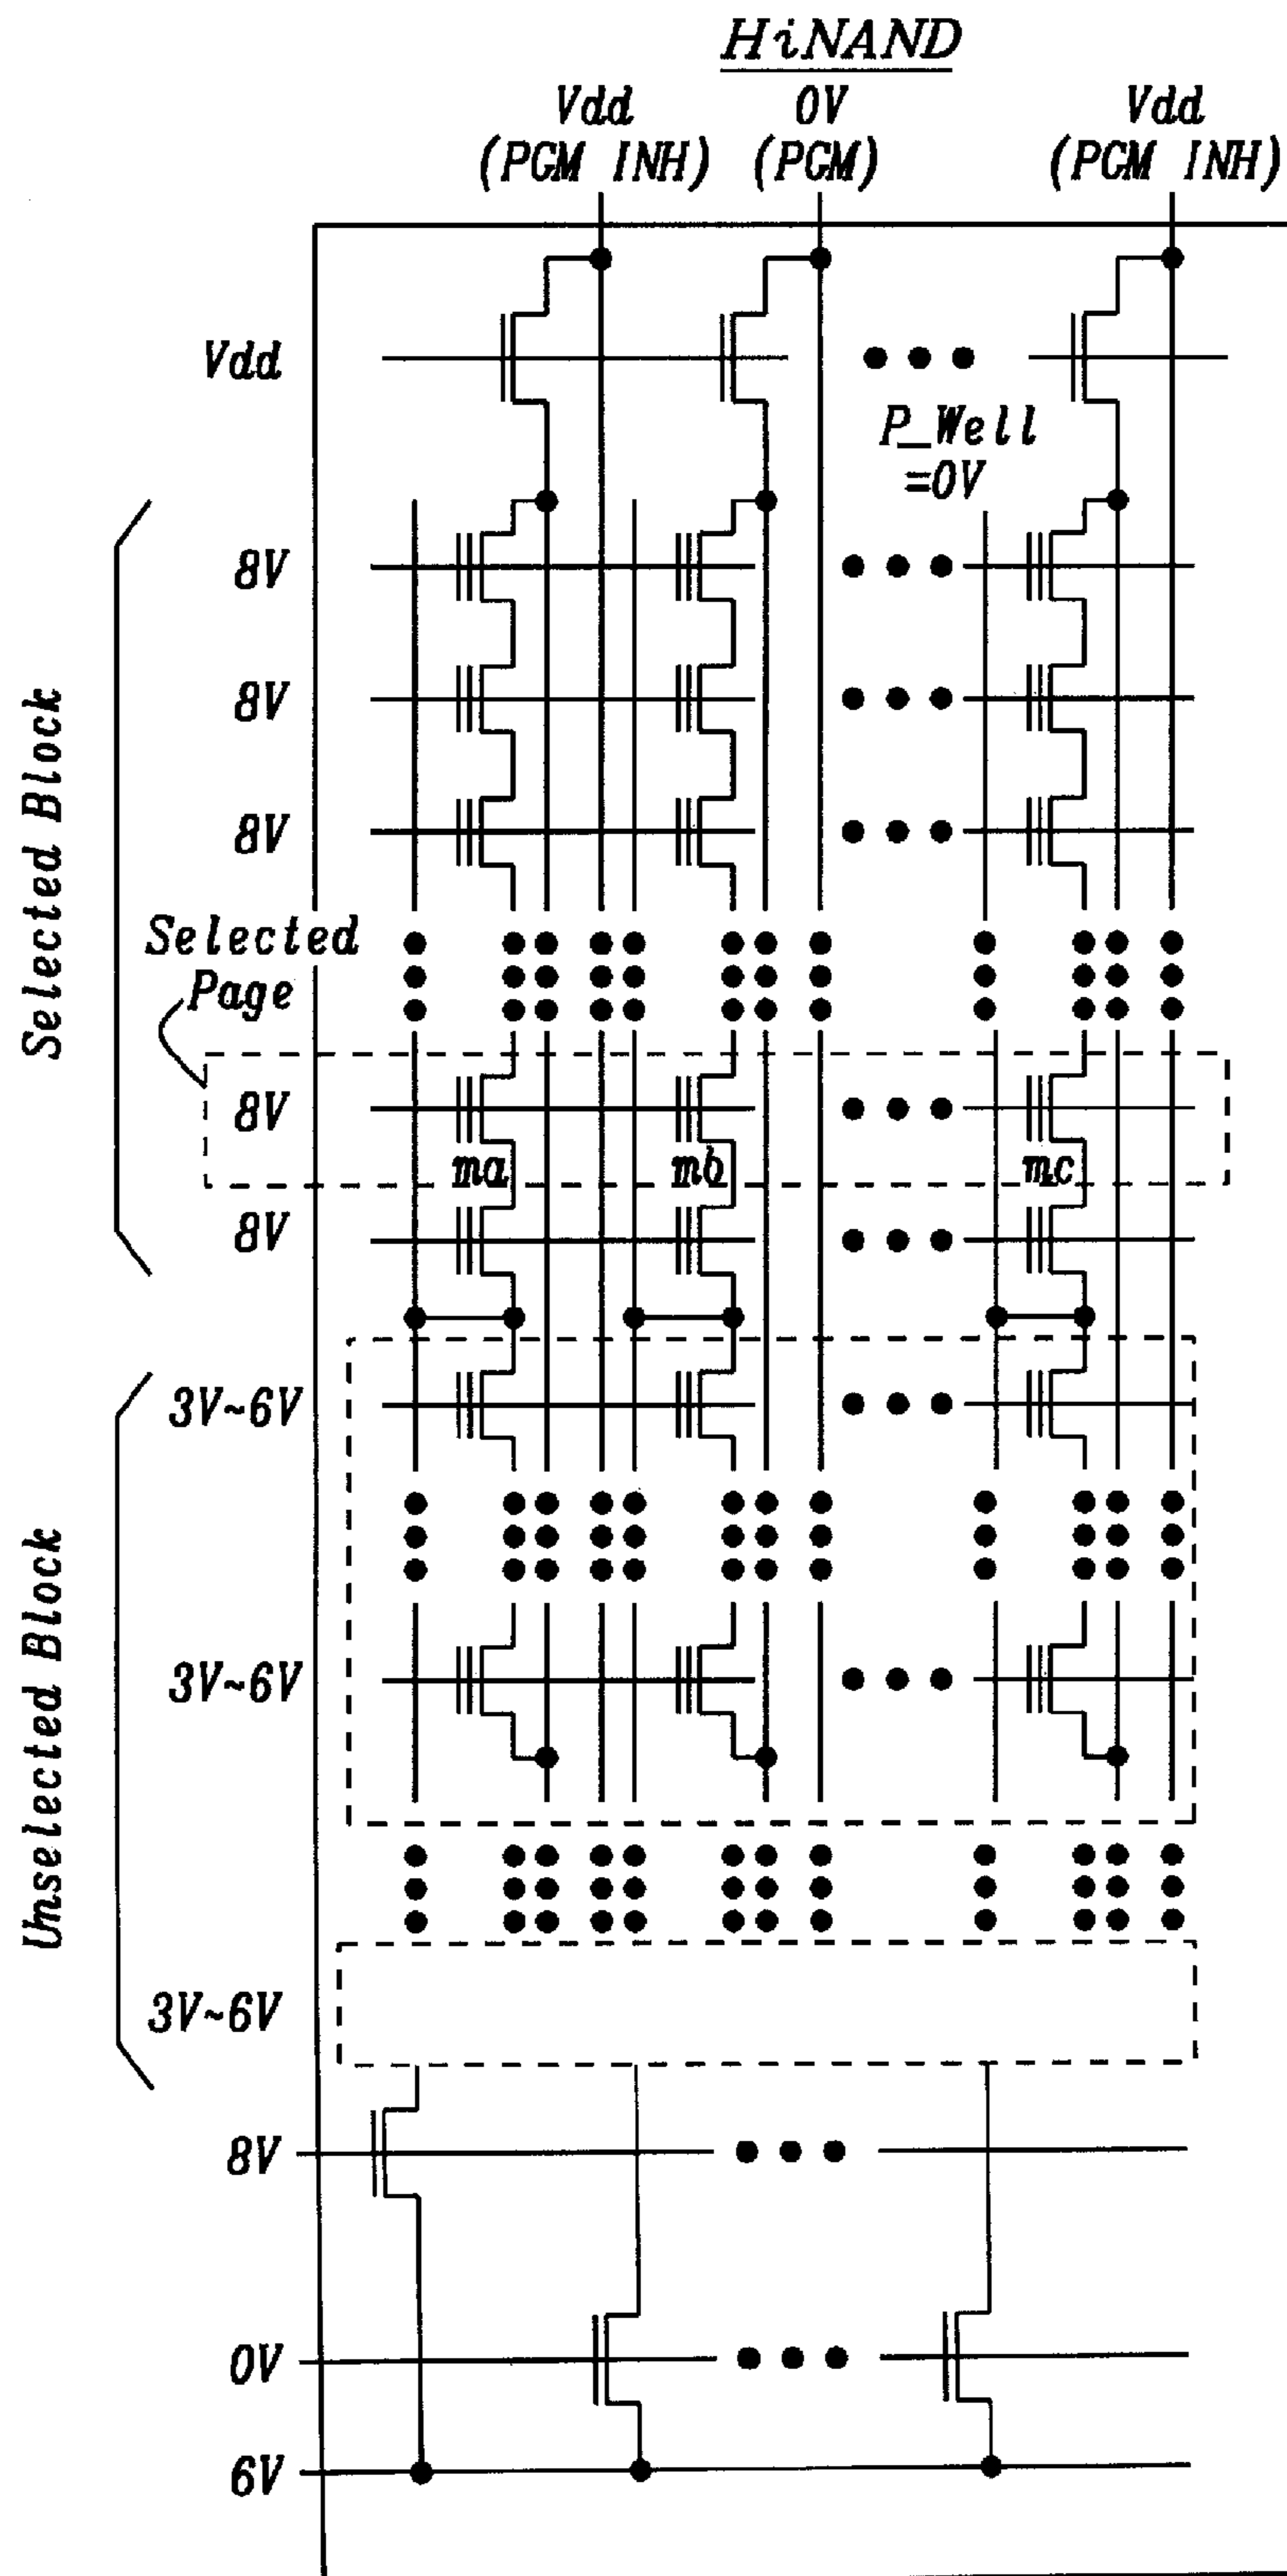 HiNAND
Vdd 0V Vdd
(PGM INH) (PGM) (PGM INH)
Vdd
P_Well
=0V
Selected Block
8V
8V
8V
Selected
Page
8V
ma mb mc
8V
Unselected Block
3V~6V
3V~6V
3V~6V
8V
0V
6V